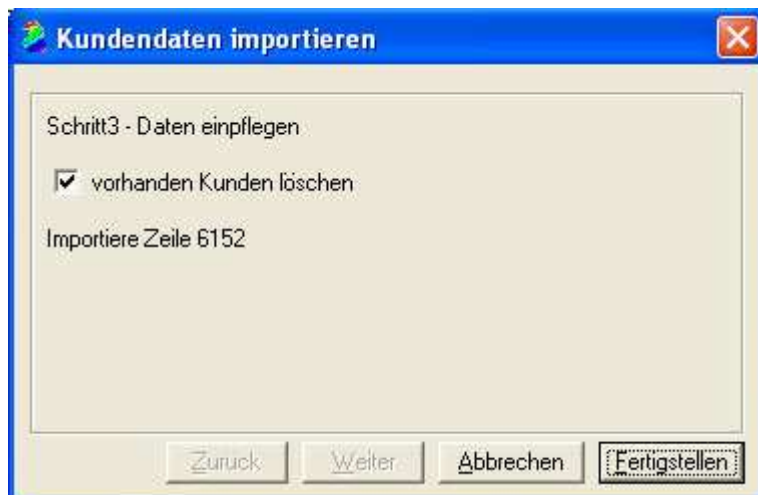 Kundendaten importieren
Schritt3 - Daten einpflegen
vorhanden Kunden löschen
Importiere Zeile 6152
Zurück Weiter Abbrechen Fertigstellen